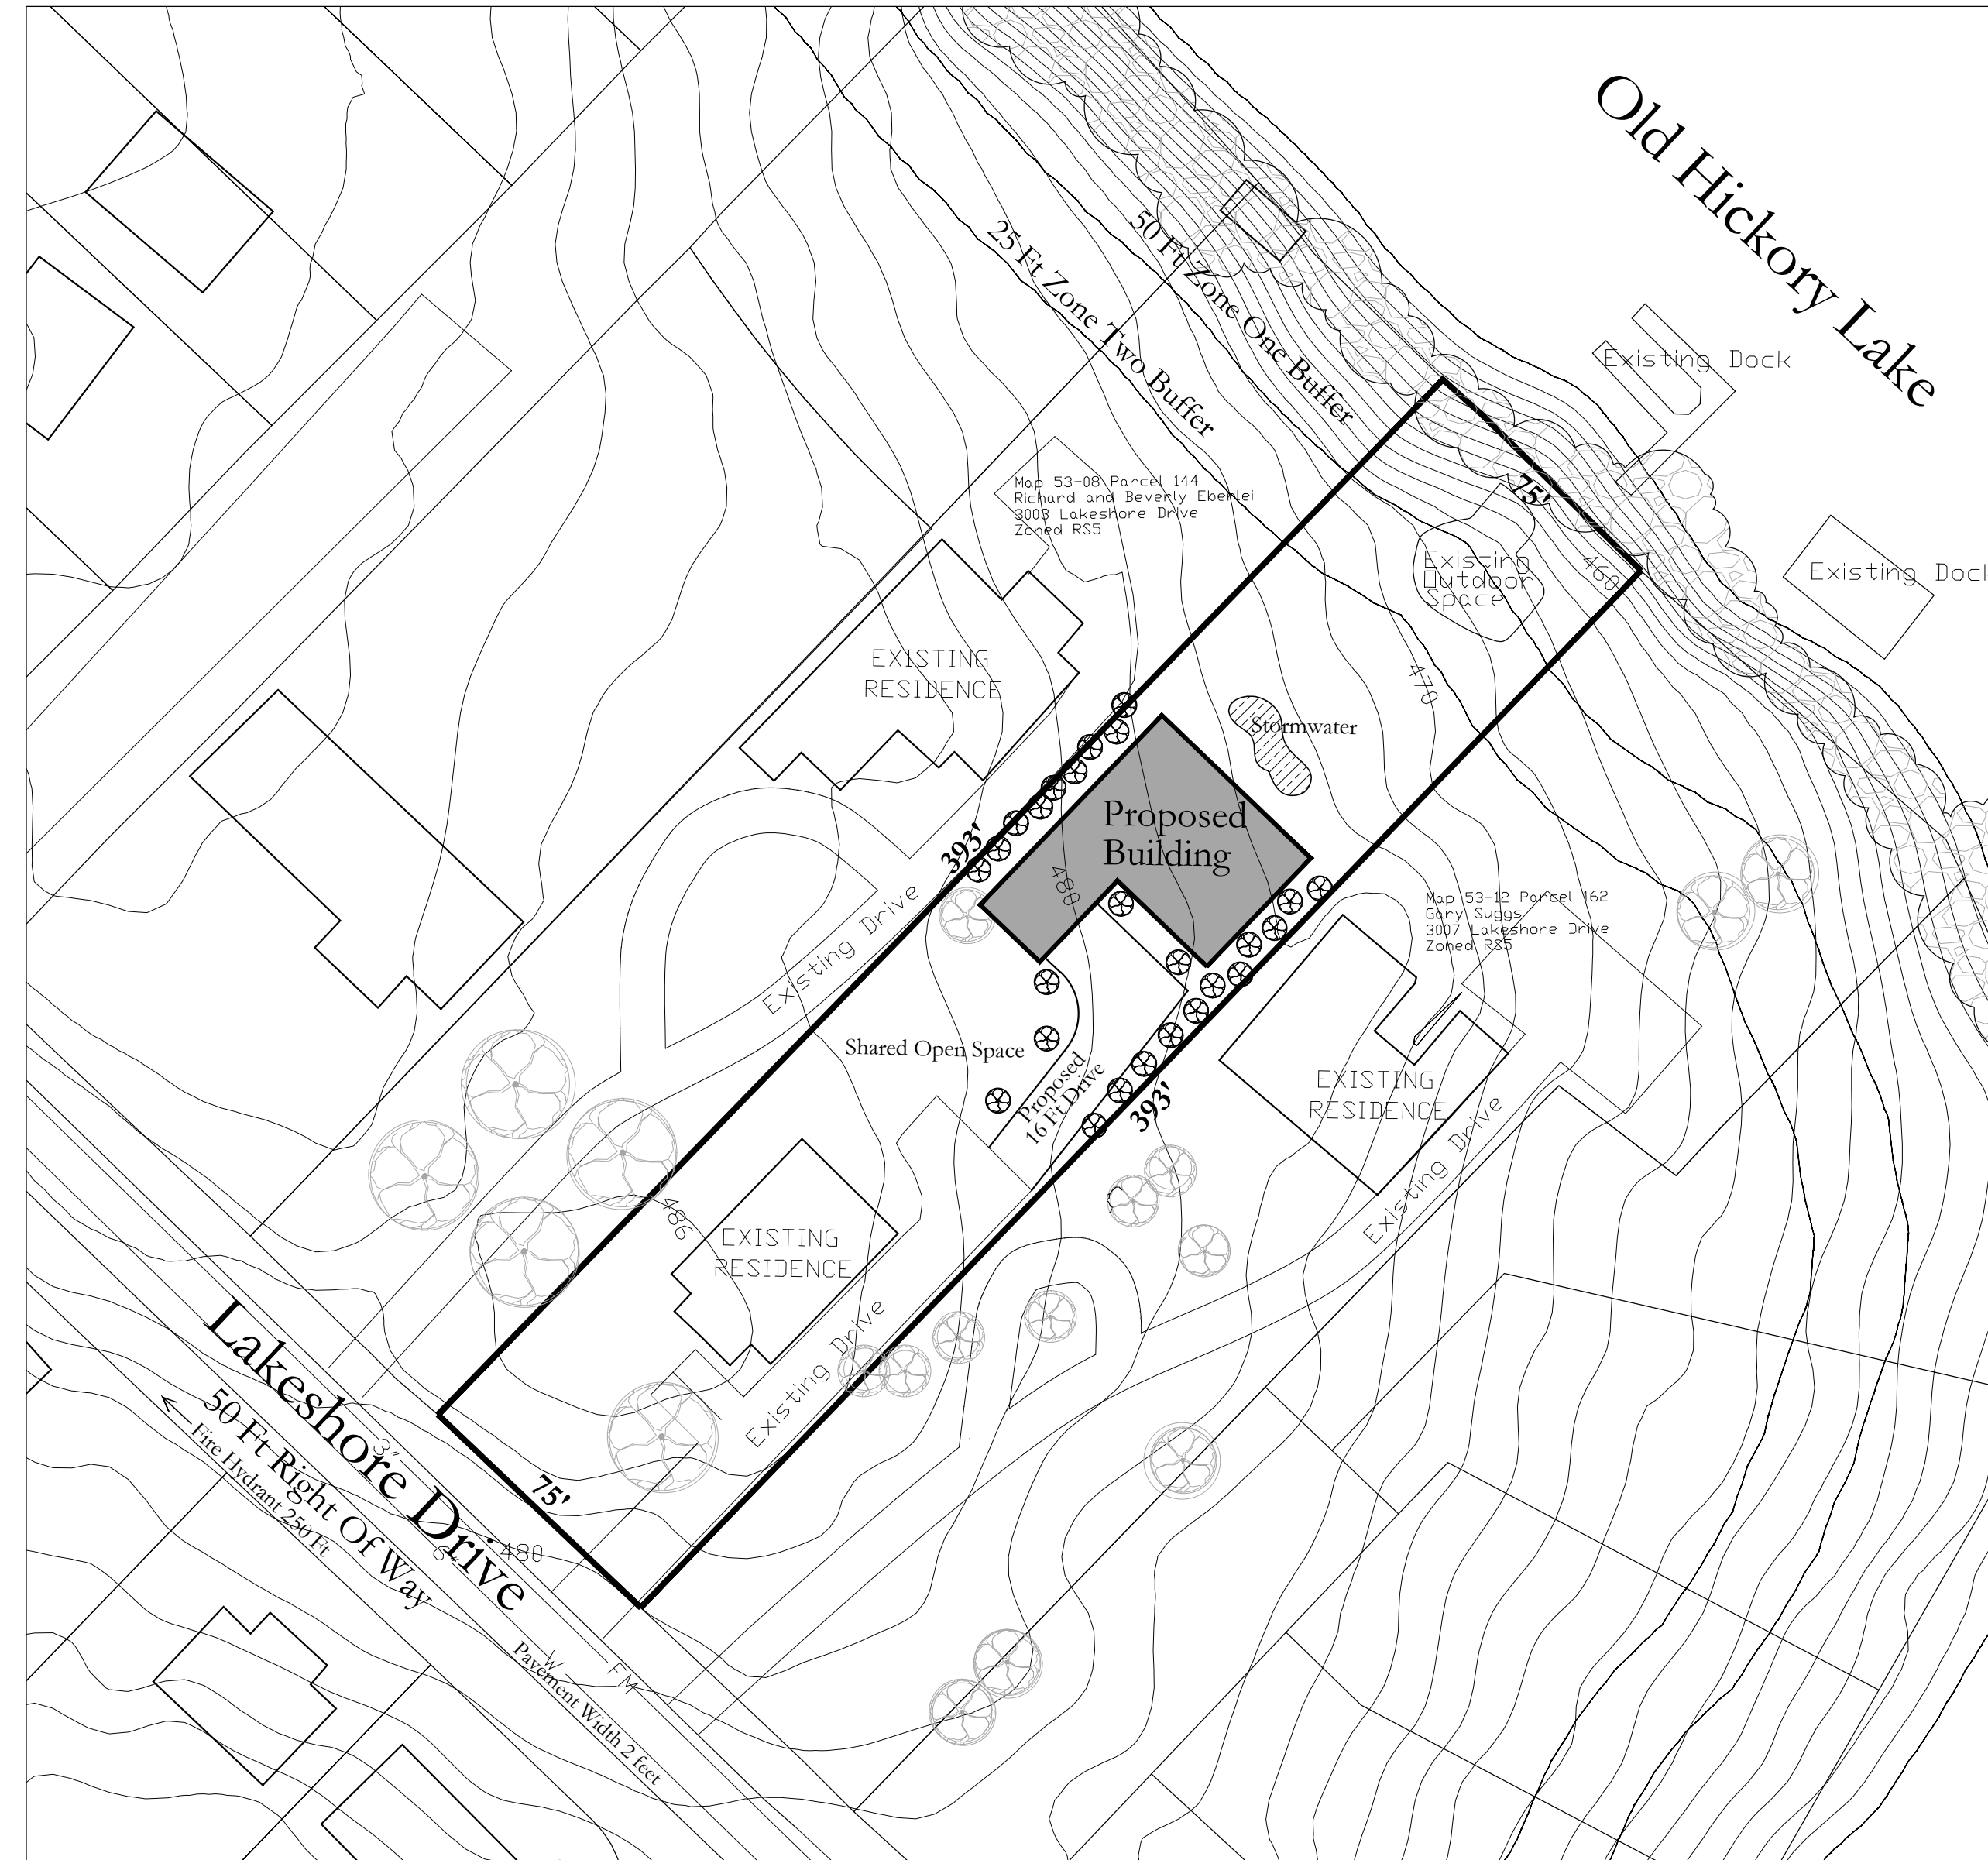 Old Hickory Lake
25 Ft Zone Two Buffer
50 Ft Zone One Buffer
Existing Dock
Map 53-08 Parcel 144
Richard and Beverly Eberlei
3003 Lakeshore Drive
Zoned RS5
75'
460
Existing
Outdoor
Space
Existing Dock
EXISTING
RESIDENCE
470
Stormwater
Proposed
Building
393'
480
Existing Drive
Map 53-12 Parcel 162
Gary Suggs
3007 Lakeshore Drive
Zoned RS5
Shared Open Space
Proposed
16 Ft Drive
393'
EXISTING
RESIDENCE
Existing Drive
486
EXISTING
RESIDENCE
Existing Drive
Lakeshore Drive
50 Ft Right Of Way
Fire Hydrant 250 Ft
3"
75'
6"
480
W
FM
Pavement Width 2 feet